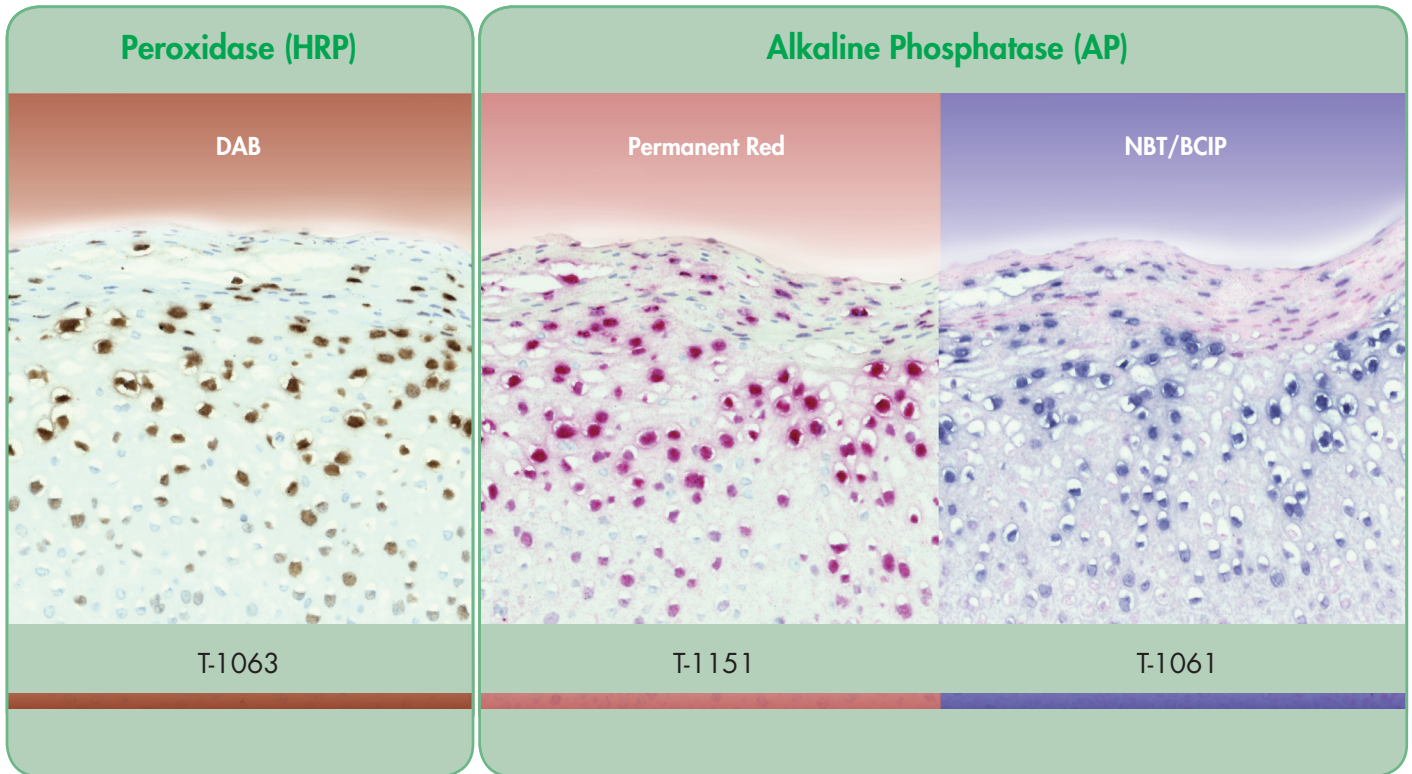 Peroxidase (HRP)
Alkaline Phosphatase (AP)
DAB
Permanent Red
NBT/BCIP
T-1063
T-1151
T-1061